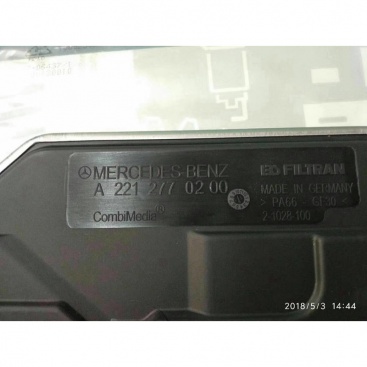 MERCEDES-BENZ
A 221 277 02 00
CombiMedia®
FILTRAN
MADE IN GERMANY
> PA66 GF30 <
2-1028-100
2018/5/3 14:44